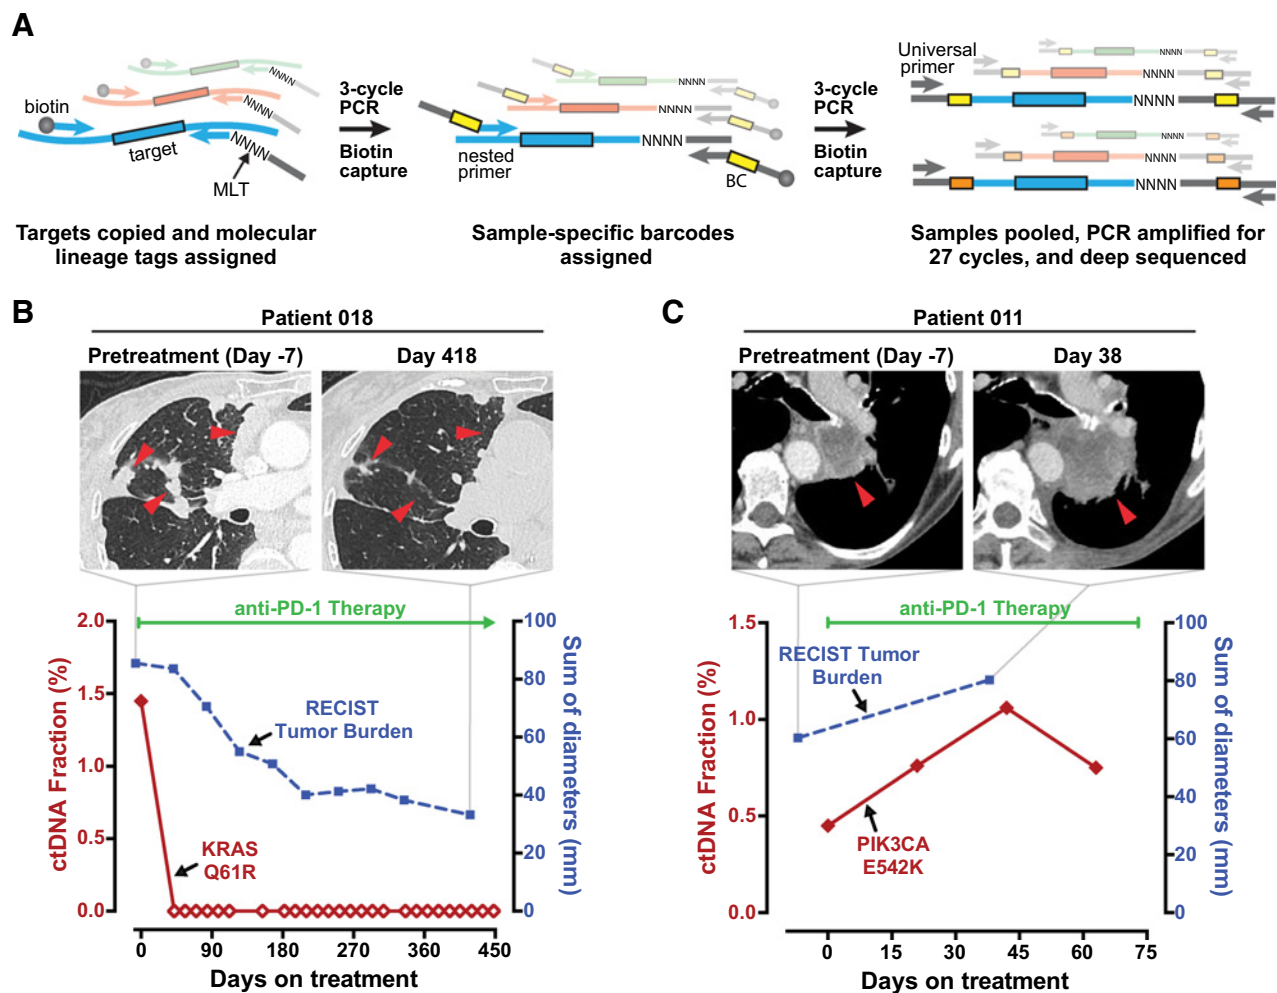 A
biotin
target
NNNN
NNNN
NNNN
MLT
3-cycle
PCR
Biotin
capture
nested
primer
NNNN
NNNN
NNNN
BC
3-cycle
PCR
Biotin
capture
Universal
primer
NNNN
NNNN
NNNN
NNNN
NNNN
NNNN
Targets copied and molecular
lineage tags assigned
Sample-specific barcodes
assigned
Samples pooled, PCR amplified for
27 cycles, and deep sequenced
B
Patient 018
Pretreatment (Day -7)
Day 418
anti-PD-1 Therapy
2.0
1.5
1.0
0.5
0.0
ctDNA Fraction (%)
RECIST
Tumor Burden
KRAS
Q61R
100
80
60
40
20
0
Sum of diameters (mm)
0 90 180 270 360 450
Days on treatment
C
Patient 011
Pretreatment (Day -7)
Day 38
anti-PD-1 Therapy
1.5
1.0
0.5
0.0
ctDNA Fraction (%)
RECIST Tumor
Burden
PIK3CA
E542K
100
80
60
40
20
0
Sum of diameters (mm)
0 15 30 45 60 75
Days on treatment